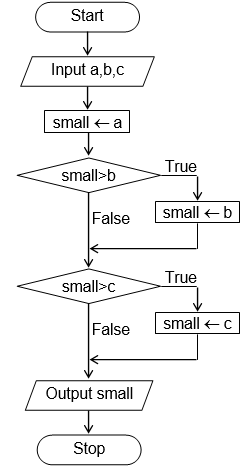 Start
Input a,b,c
small ← a
small>b
True
False
small ← b
small>c
True
False
small ← c
Output small
Stop